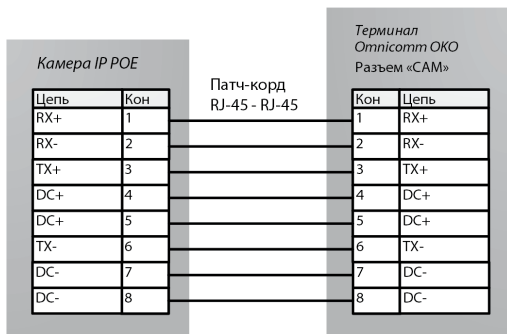 Камера IP POE
Цепь Кон
RX+ 1
RX- 2
TX+ 3
DC+ 4
DC+ 5
TX- 6
DC- 7
DC- 8
Патч-корд
RJ-45 - RJ-45
Терминал
Omnicomm ОКО
Разъем «CAM»
Кон Цепь
1 RX+
2 RX-
3 TX+
4 DC+
5 DC+
6 TX-
7 DC-
8 DC-